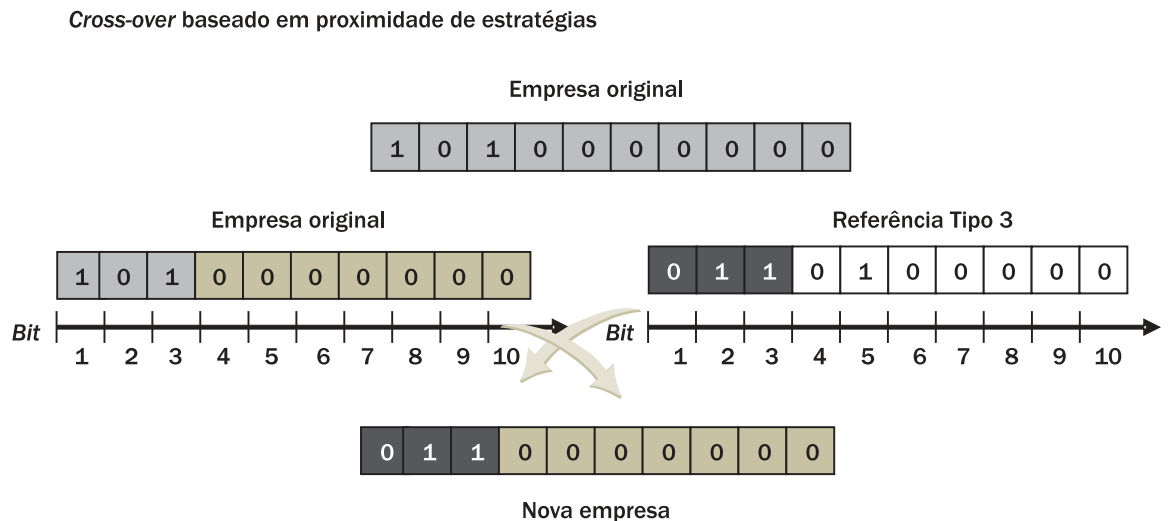 Cross-over baseado em proximidade de estratégias
Empresa original
1 0 1 0 0 0 0 0 0 0
Empresa original
Referência Tipo 3
1 0 1 0 0 0 0 0 0 0
0 1 1 0 1 0 0 0 0 0
Bit
1 2 3 4 5 6 7 8 9 10
Bit
1 2 3 4 5 6 7 8 9 10
0 1 1 0 0 0 0 0 0 0
Nova empresa